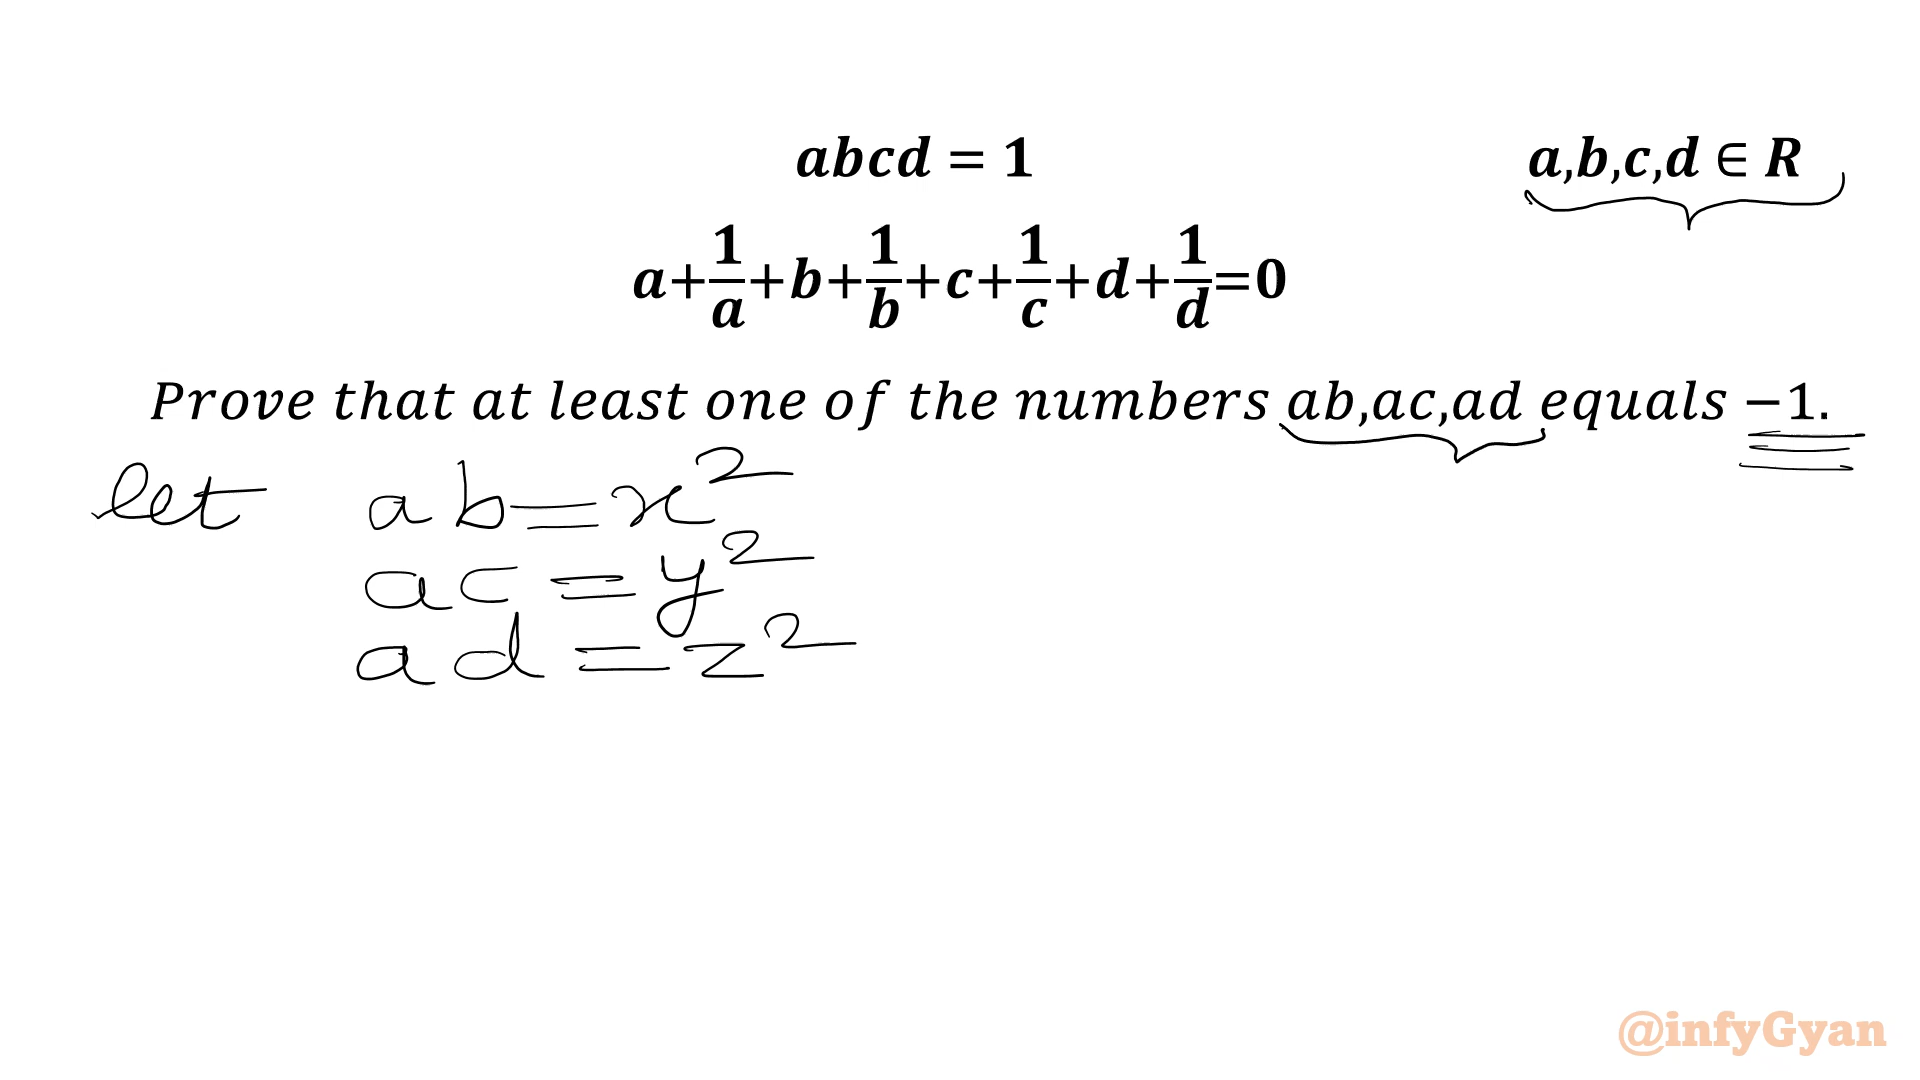 abcd = 1
a,b,c,d ∈ R
a+1/a+b+1/b+c+1/c+d+1/d=0
Prove that at least one of the numbers ab,ac,ad equals −1.
let ab=x²
ac=y²
ad=z²
@infyGyan